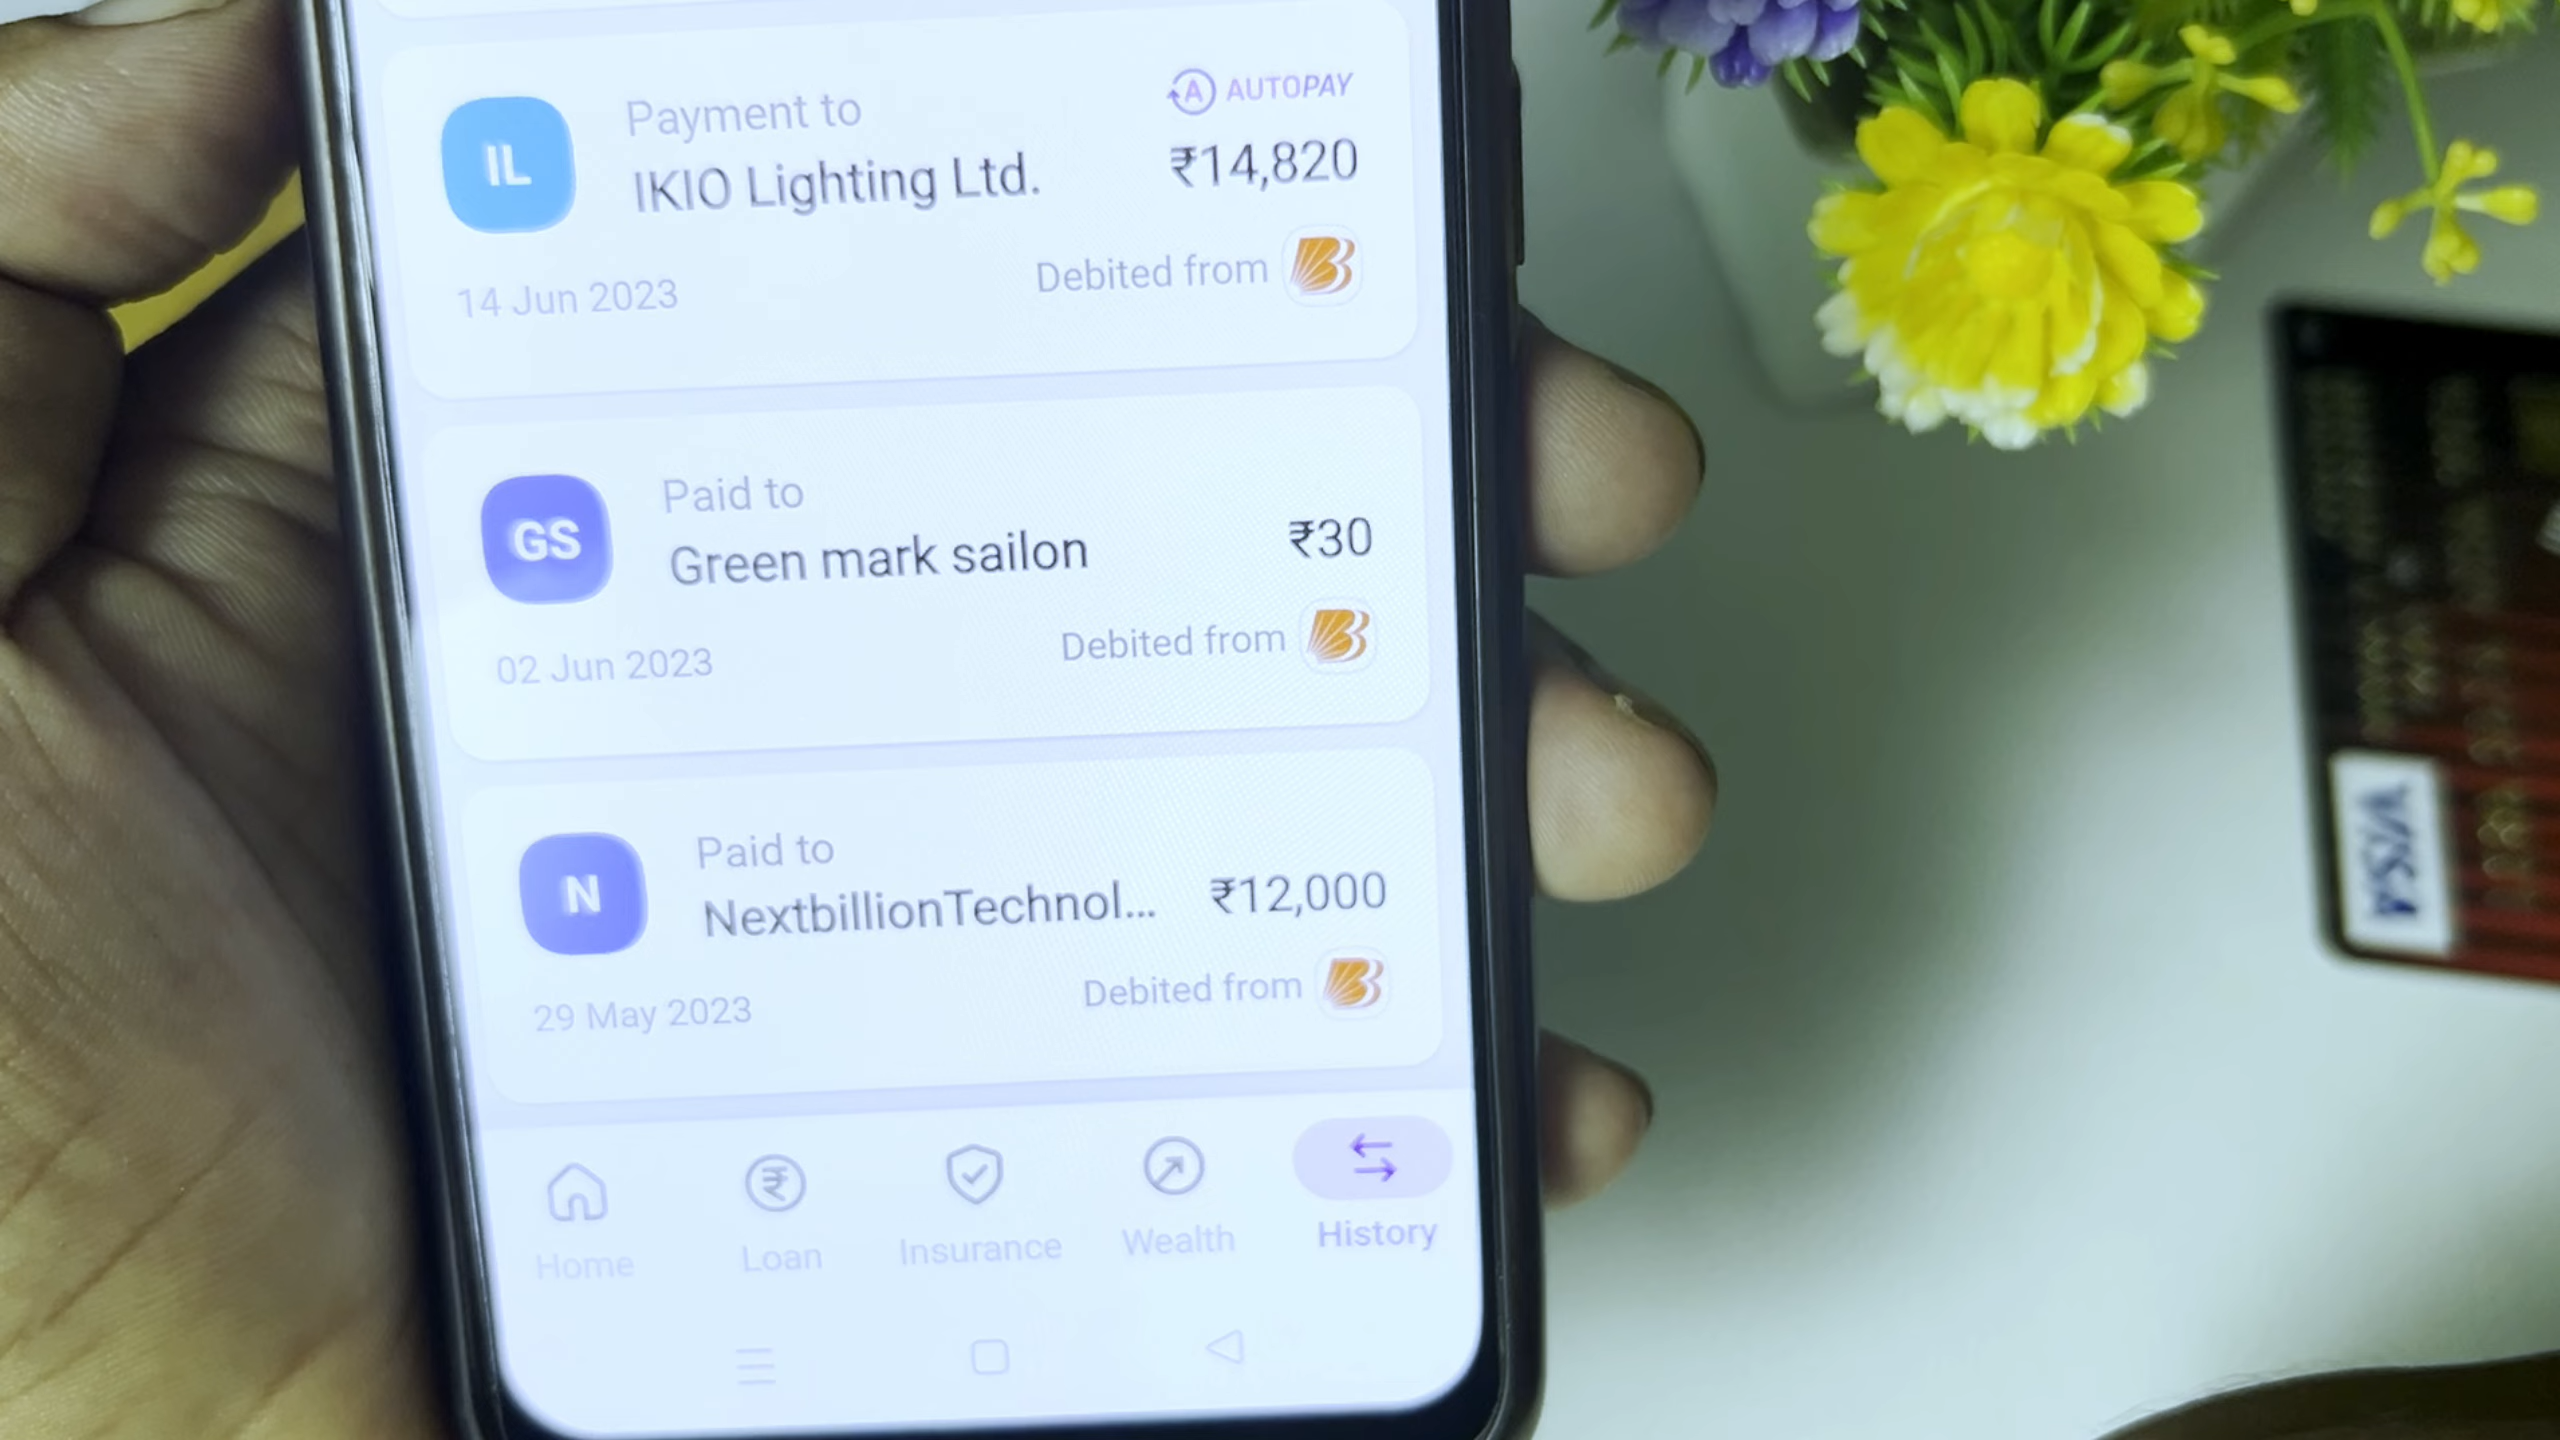 AUTOPAY
IL
Payment to
IKIO Lighting Ltd.
₹14,820
14 Jun 2023
Debited from
GS
Paid to
Green mark sailon
₹30
02 Jun 2023
Debited from
N
Paid to
NextbillionTechnol...
₹12,000
29 May 2023
Debited from
Home
Loan
Insurance
Wealth
History
VISA